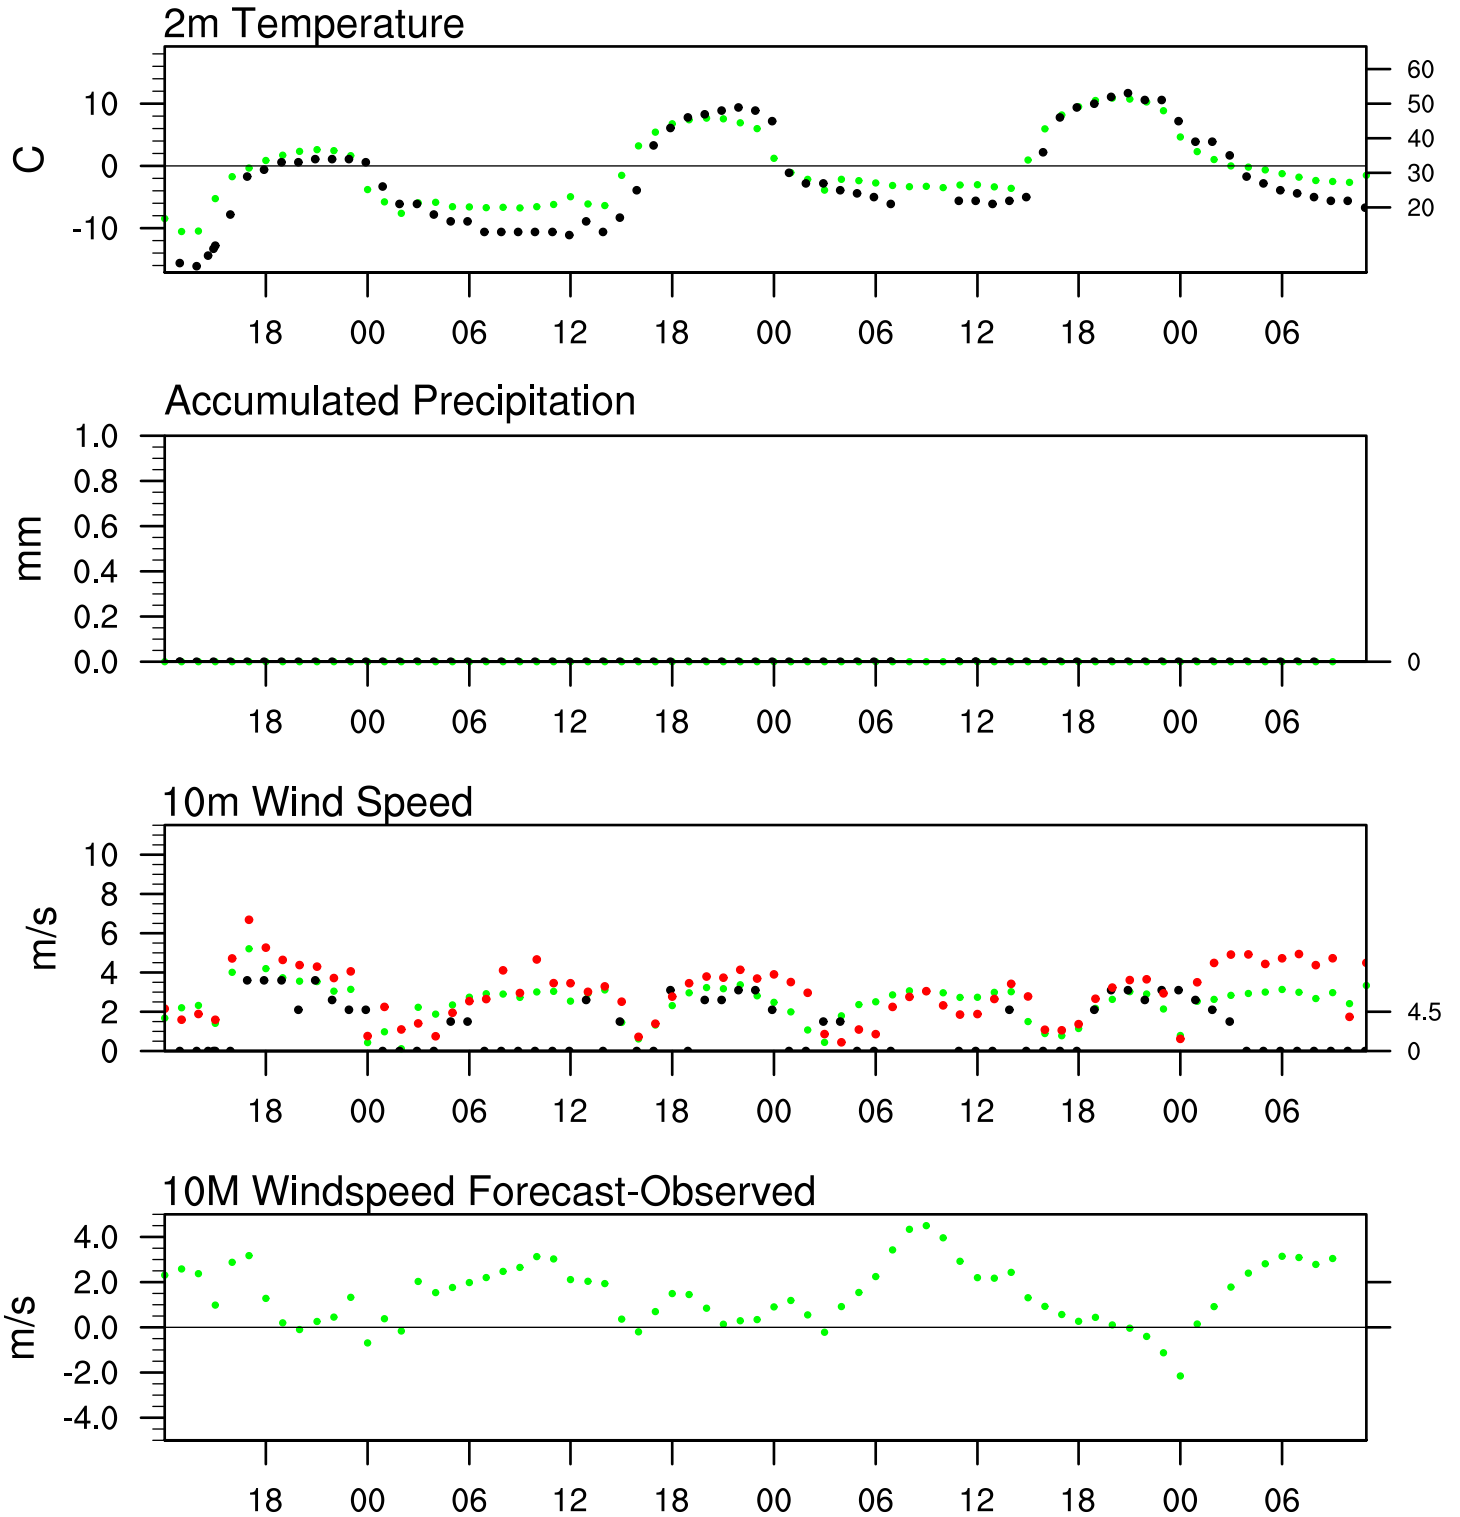 2m Temperature
60
10
50
40
C
0
30
20
-10
18 00 06 12 18 00 06 12 18 00 06
Accumulated Precipitation
1.0
0.8
0.6
mm
0.4
0.2
0.0
0
18 00 06 12 18 00 06 12 18 00 06
10m Wind Speed
10
8
6
m/s
4
2
4.5
0
0
18 00 06 12 18 00 06 12 18 00 06
10M Windspeed Forecast-Observed
4.0
2.0
m/s
0.0
-2.0
-4.0
18 00 06 12 18 00 06 12 18 00 06